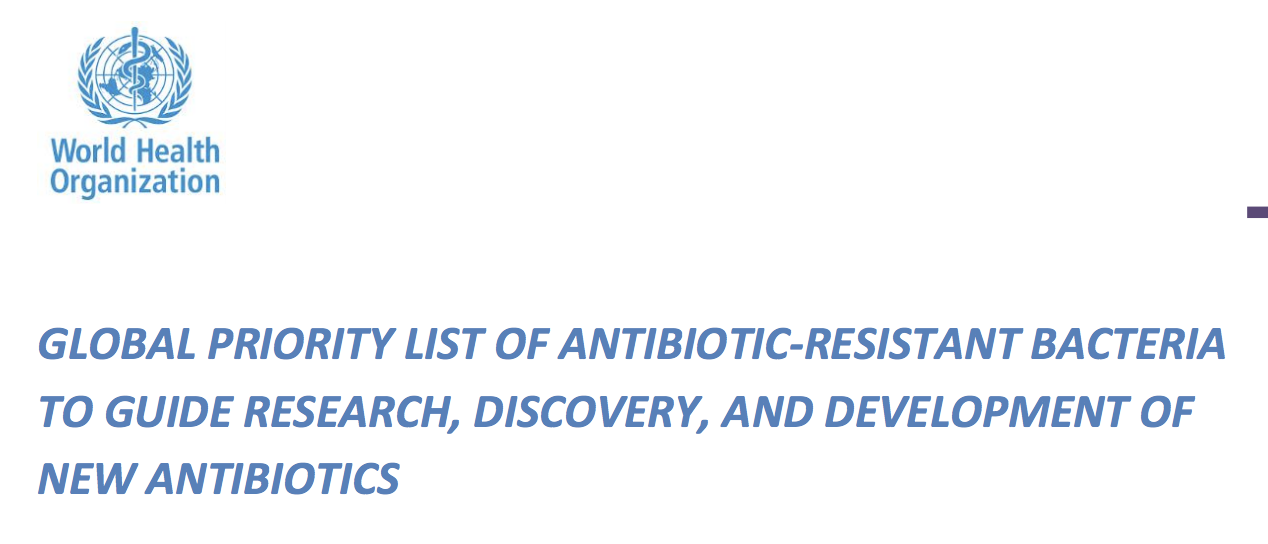 World Health
Organization
GLOBAL PRIORITY LIST OF ANTIBIOTIC-RESISTANT BACTERIA
TO GUIDE RESEARCH, DISCOVERY, AND DEVELOPMENT OF
NEW ANTIBIOTICS